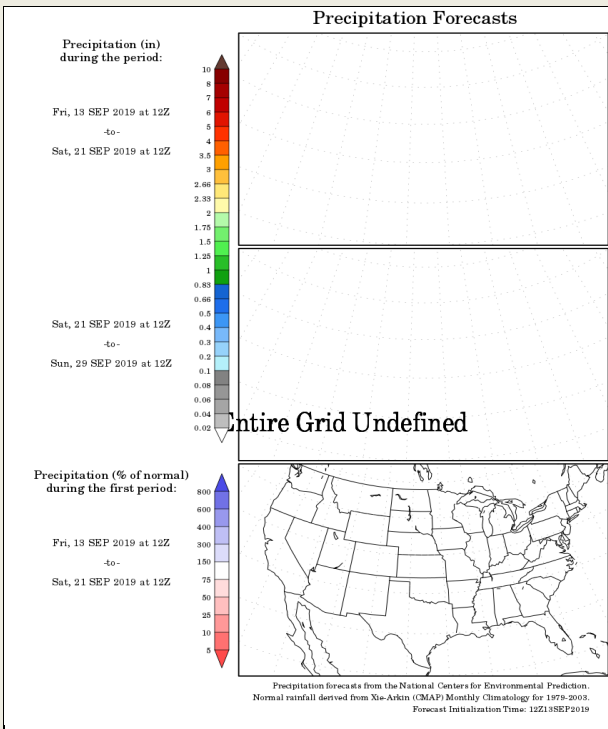 Precipitation Forecasts
Precipitation (in)
during the period:
Fri, 13 SEP 2019 at 12Z
-to-
Sat, 21 SEP 2019 at 12Z
10
8
7
6
5
4
3.5
3
2.66
2.33
2
1.75
1.5
1.25
1
0.83
0.66
0.5
0.4
0.3
0.2
0.1
0.08
0.06
0.04
0.02
Sat, 21 SEP 2019 at 12Z
-to-
Sun, 29 SEP 2019 at 12Z
Entire Grid Undefined
Precipitation (% of normal)
during the first period:
Fri, 13 SEP 2019 at 12Z
-to-
Sat, 21 SEP 2019 at 12Z
800
600
400
300
150
75
50
25
10
5
Precipitation forecasts from the National Centers for Environmental Prediction.
Normal rainfall derived from Xie-Arkin (CMAP) Monthly Climatology for 1979-2003.
Forecast Initialization Time: 12Z13SEP2019